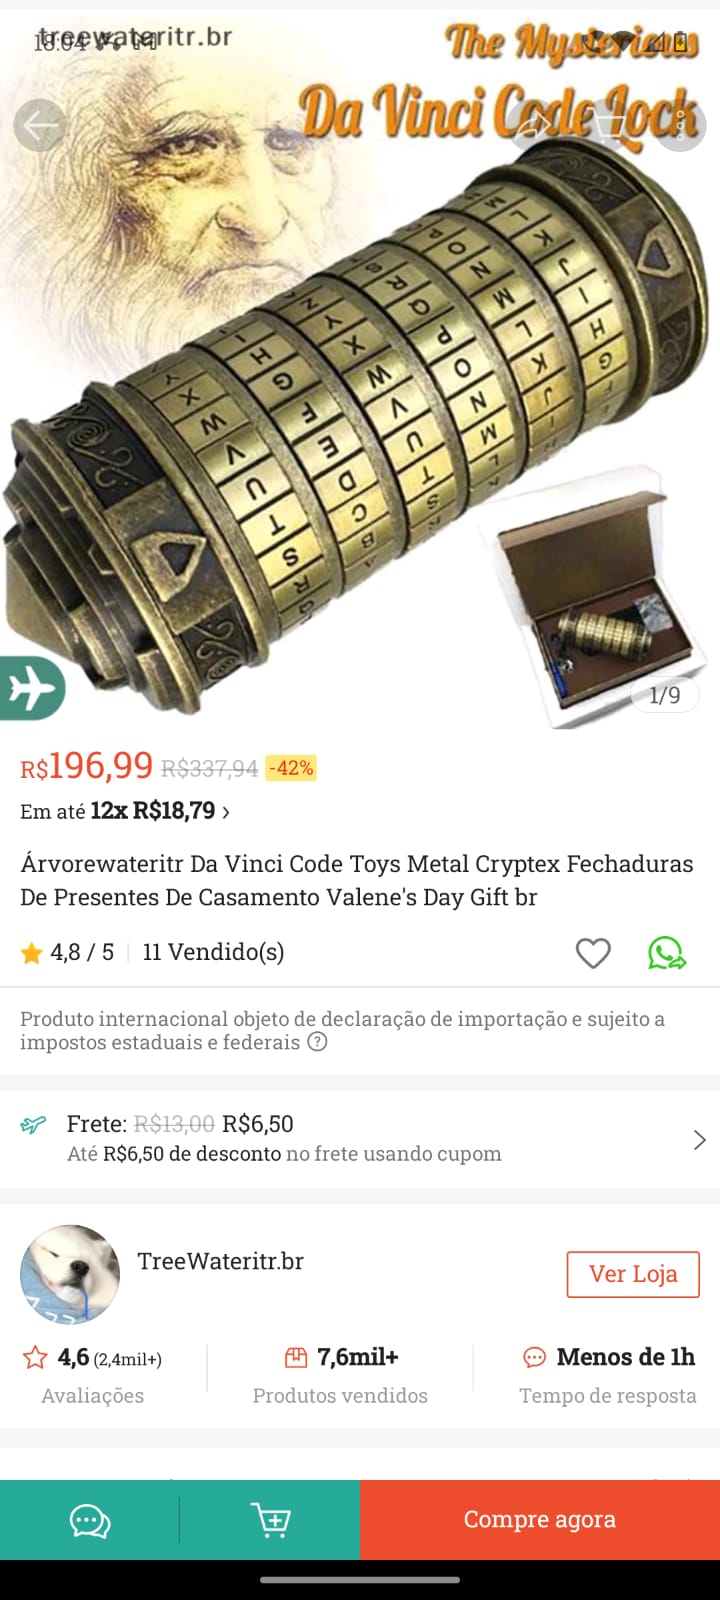 treewateritr.br
18:04
The Mysterious
Da Vinci Code Lock
1/9
R$196,99 R$337,94 -42%
Em até 12x R$18,79 >
Árvorewateritr Da Vinci Code Toys Metal Cryptex Fechaduras
De Presentes De Casamento Valene's Day Gift br
4,8 / 5 11 Vendido(s)
Produto internacional objeto de declaração de importação e sujeito a
impostos estaduais e federais ?
Frete: R$13,00 R$6,50
Até R$6,50 de desconto no frete usando cupom
TreeWateritr.br
Ver Loja
4,6 (2,4mil+) 7,6mil+ Menos de 1h
Avaliações Produtos vendidos Tempo de resposta
Compre agora